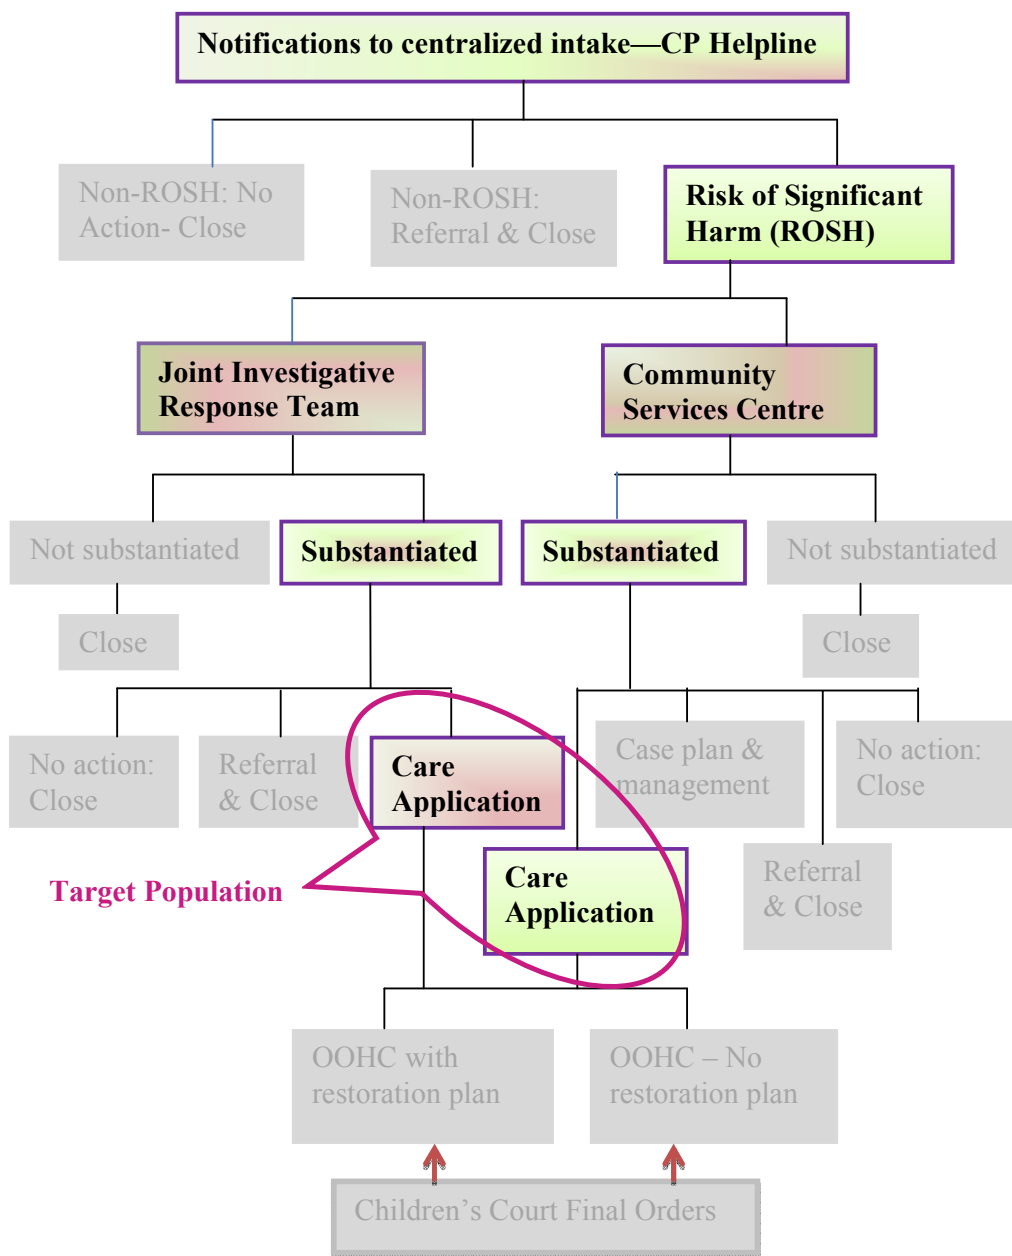 Notifications to centralized intake—CP Helpline
Non-ROSH: No
Action- Close
Non-ROSH:
Referral & Close
Risk of Significant
Harm (ROSH)
Joint Investigative
Response Team
Community
Services Centre
Not substantiated
Substantiated
Substantiated
Not substantiated
Close
Close
No action:
Close
Referral
& Close
Care
Application
Case plan &
management
No action:
Close
Target Population
Care
Application
Referral
& Close
OOHC with
restoration plan
OOHC – No
restoration plan
Children’s Court Final Orders